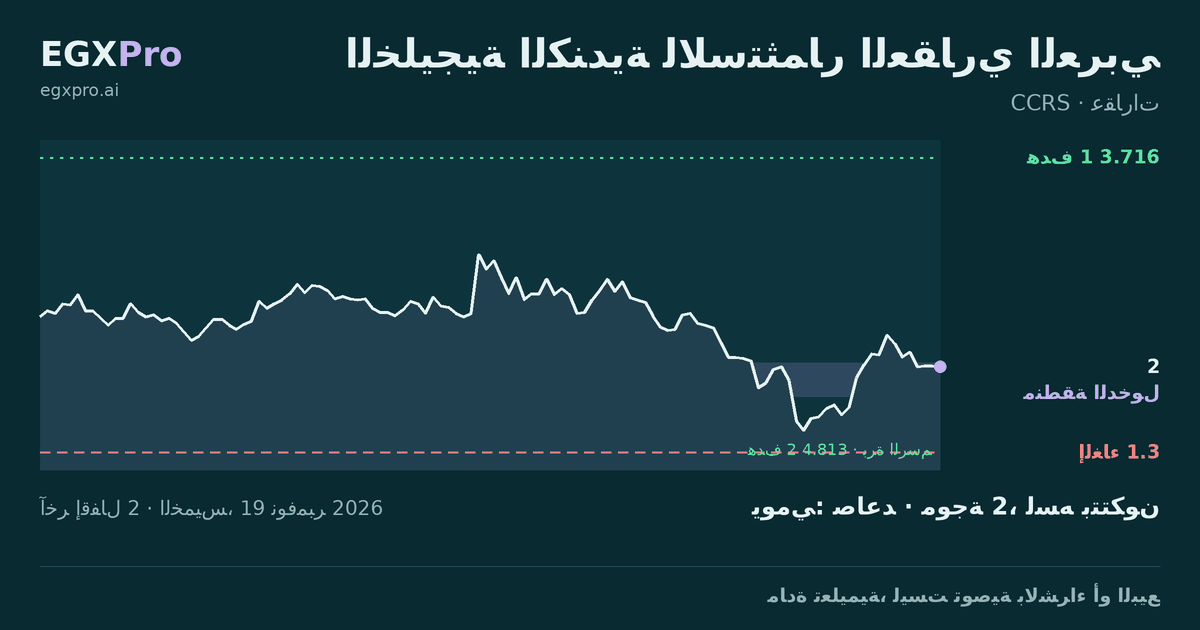 EGXPro
egxpro.ai
الخليجية الكندية للاستثمار العقاري العربي
CCRS · عقارات
هدف 1 3.716
2
منطقة الدخول
هدف 2 4.813 · برة الرسم
إلغاء 1.3
يومي: صاعد · موجة 2، لسه بتتكون
آخر إقفال 2 · الخميس، 19 نوفمبر 2026
مادة تعليمية، ليست توصية بالشراء أو البيع